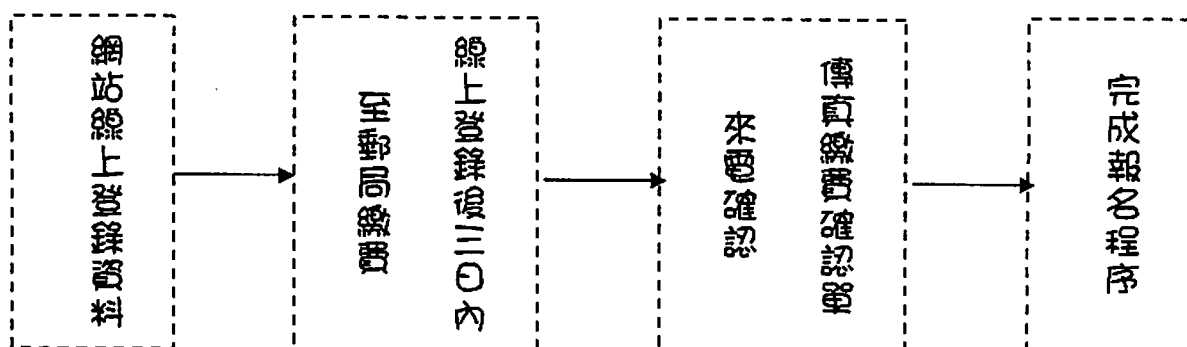 網站線上登錄資料
線上登錄後三日內
至郵局繳費
傳真繳費確認單
來電確認
完成報名程序